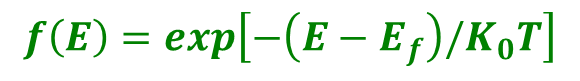 f(E) = exp[−(E − E_f)/K_0T]